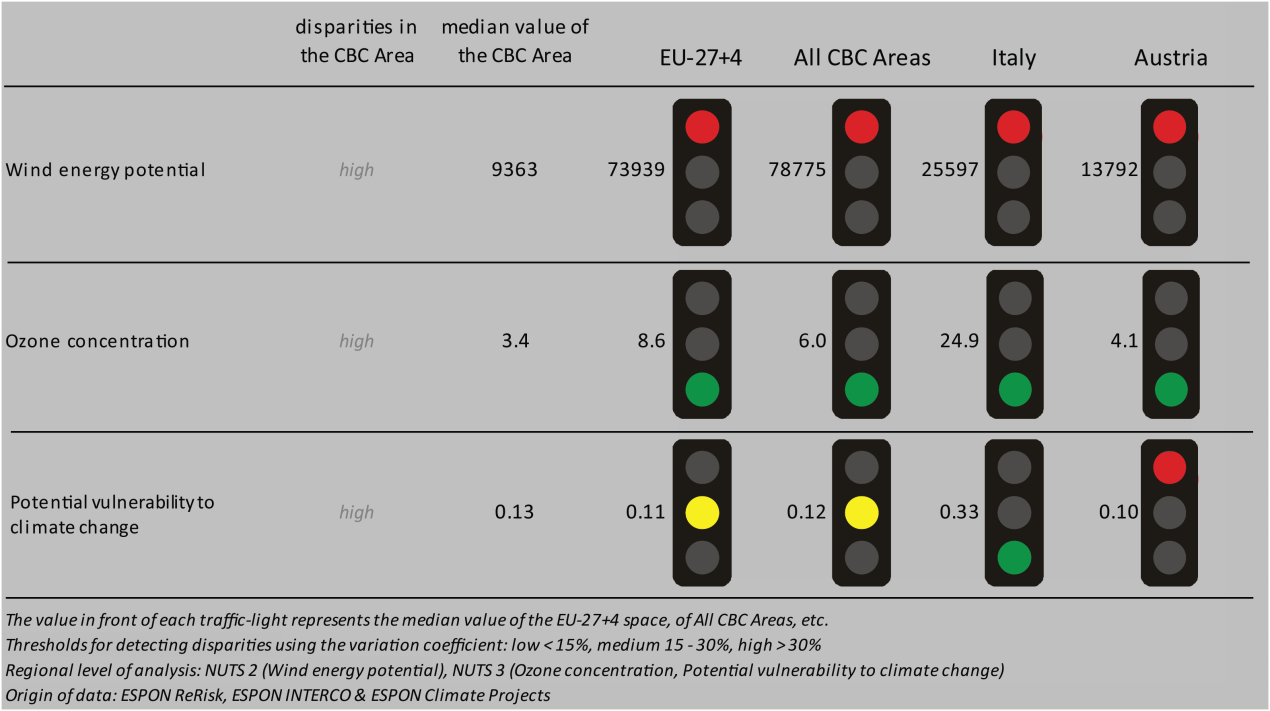 disparities in median value of
the CBC Area the CBC Area EU-27+4 All CBC Areas Italy Austria
Wind energy potential high 9363 73939 78775 25597 13792
Ozone concentration high 3.4 8.6 6.0 24.9 4.1
Potential vulnerability to
climate change high 0.13 0.11 0.12 0.33 0.10
The value in front of each traffic-light represents the median value of the EU-27+4 space, of All CBC Areas, etc.
Thresholds for detecting disparities using the variation coefficient: low < 15%, medium 15 - 30%, high > 30%
Regional level of analysis: NUTS 2 (Wind energy potential), NUTS 3 (Ozone concentration, Potential vulnerability to climate change)
Origin of data: ESPON ReRisk, ESPON INTERCO & ESPON Climate Projects